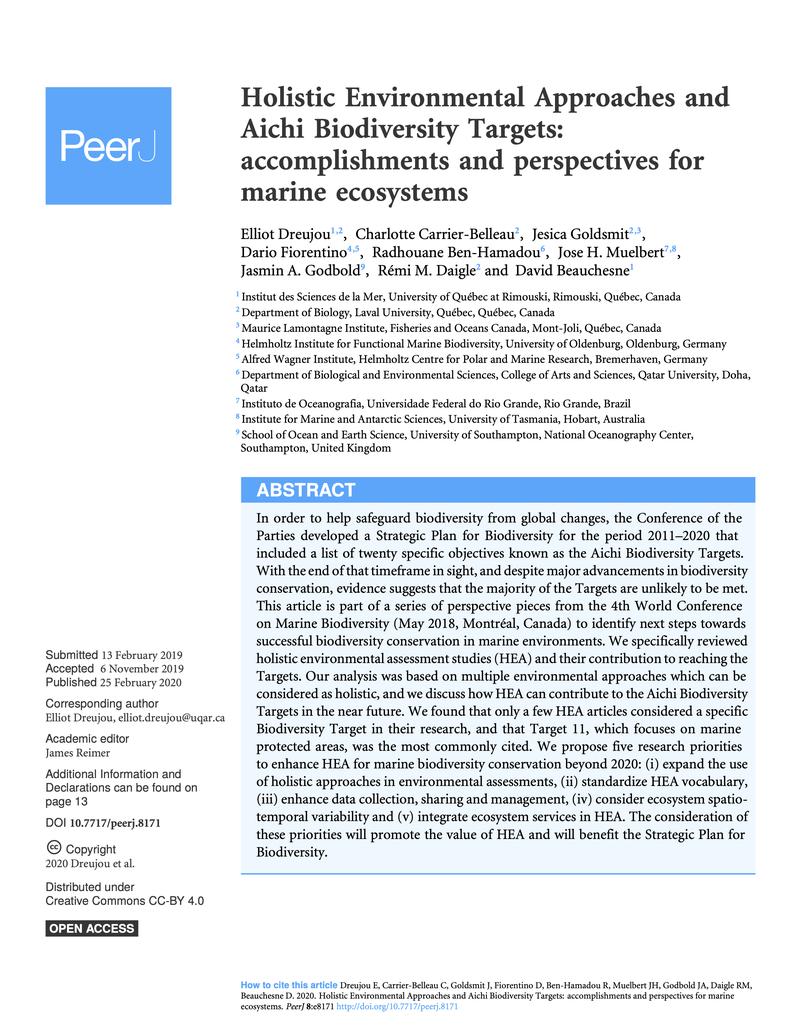 PeerJ
Holistic Environmental Approaches and
Aichi Biodiversity Targets:
accomplishments and perspectives for
marine ecosystems
Elliot Dreujou1,2, Charlotte Carrier-Belleau2, Jesica Goldsmit2,3,
Dario Fiorentino4,5, Radhouane Ben-Hamadou6, Jose H. Muelbert7,8,
Jasmin A. Godbold9, Rémi M. Daigle2 and David Beauchesne1
1 Institut des Sciences de la Mer, University of Québec at Rimouski, Rimouski, Québec, Canada
2 Department of Biology, Laval University, Québec, Québec, Canada
3 Maurice Lamontagne Institute, Fisheries and Oceans Canada, Mont-Joli, Québec, Canada
4 Helmholtz Institute for Functional Marine Biodiversity, University of Oldenburg, Oldenburg, Germany
5 Alfred Wagner Institute, Helmholtz Centre for Polar and Marine Research, Bremerhaven, Germany
6 Department of Biological and Environmental Sciences, College of Arts and Sciences, Qatar University, Doha,
Qatar
7 Instituto de Oceanografia, Universidade Federal do Rio Grande, Rio Grande, Brazil
8 Institute for Marine and Antarctic Sciences, University of Tasmania, Hobart, Australia
9 School of Ocean and Earth Science, University of Southampton, National Oceanography Center,
Southampton, United Kingdom
ABSTRACT
In order to help safeguard biodiversity from global changes, the Conference of the
Parties developed a Strategic Plan for Biodiversity for the period 2011–2020 that
included a list of twenty specific objectives known as the Aichi Biodiversity Targets.
With the end of that timeframe in sight, and despite major advancements in biodiversity
conservation, evidence suggests that the majority of the Targets are unlikely to be met.
This article is part of a series of perspective pieces from the 4th World Conference
on Marine Biodiversity (May 2018, Montréal, Canada) to identify next steps towards
successful biodiversity conservation in marine environments. We specifically reviewed
holistic environmental assessment studies (HEA) and their contribution to reaching the
Targets. Our analysis was based on multiple environmental approaches which can be
considered as holistic, and we discuss how HEA can contribute to the Aichi Biodiversity
Targets in the near future. We found that only a few HEA articles considered a specific
Biodiversity Target in their research, and that Target 11, which focuses on marine
protected areas, was the most commonly cited. We propose five research priorities
to enhance HEA for marine biodiversity conservation beyond 2020: (i) expand the use
of holistic approaches in environmental assessments, (ii) standardize HEA vocabulary,
(iii) enhance data collection, sharing and management, (iv) consider ecosystem spatio-
temporal variability and (v) integrate ecosystem services in HEA. The consideration of
these priorities will promote the value of HEA and will benefit the Strategic Plan for
Biodiversity.
Submitted 13 February 2019
Accepted 6 November 2019
Published 25 February 2020
Corresponding author
Elliot Dreujou, elliot.dreujou@uqar.ca
Academic editor
James Reimer
Additional Information and
Declarations can be found on
page 13
DOI 10.7717/peerj.8171
cc Copyright
2020 Dreujou et al.
Distributed under
Creative Commons CC-BY 4.0
OPEN ACCESS
How to cite this article Dreujou E, Carrier-Belleau C, Goldsmit J, Fiorentino D, Ben-Hamadou R, Muelbert JH, Godbold JA, Daigle RM,
Beauchesne D. 2020. Holistic Environmental Approaches and Aichi Biodiversity Targets: accomplishments and perspectives for marine
ecosystems. PeerJ 8:e8171 http://doi.org/10.7717/peerj.8171